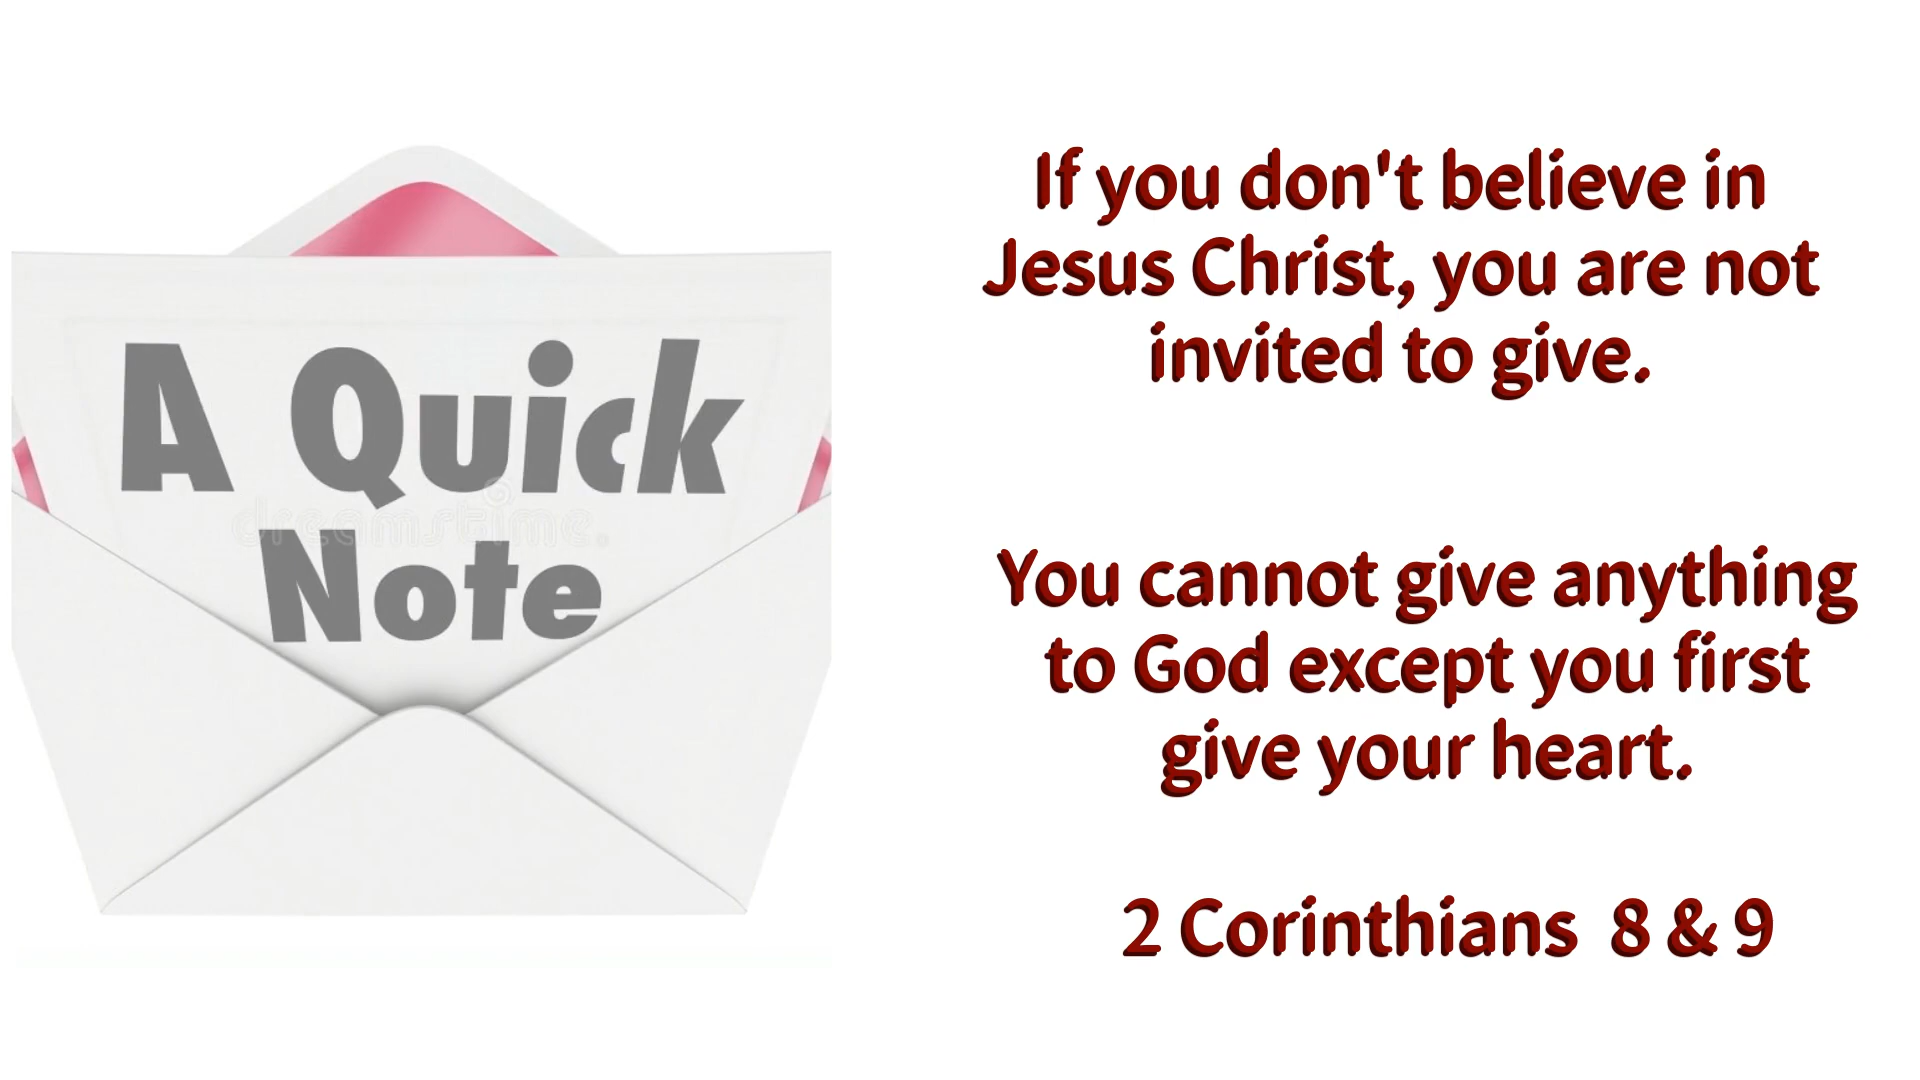 A Quick
dreamstime.
Note
If you don't believe in
Jesus Christ, you are not
invited to give.
You cannot give anything
to God except you first
give your heart.
2 Corinthians 8 & 9